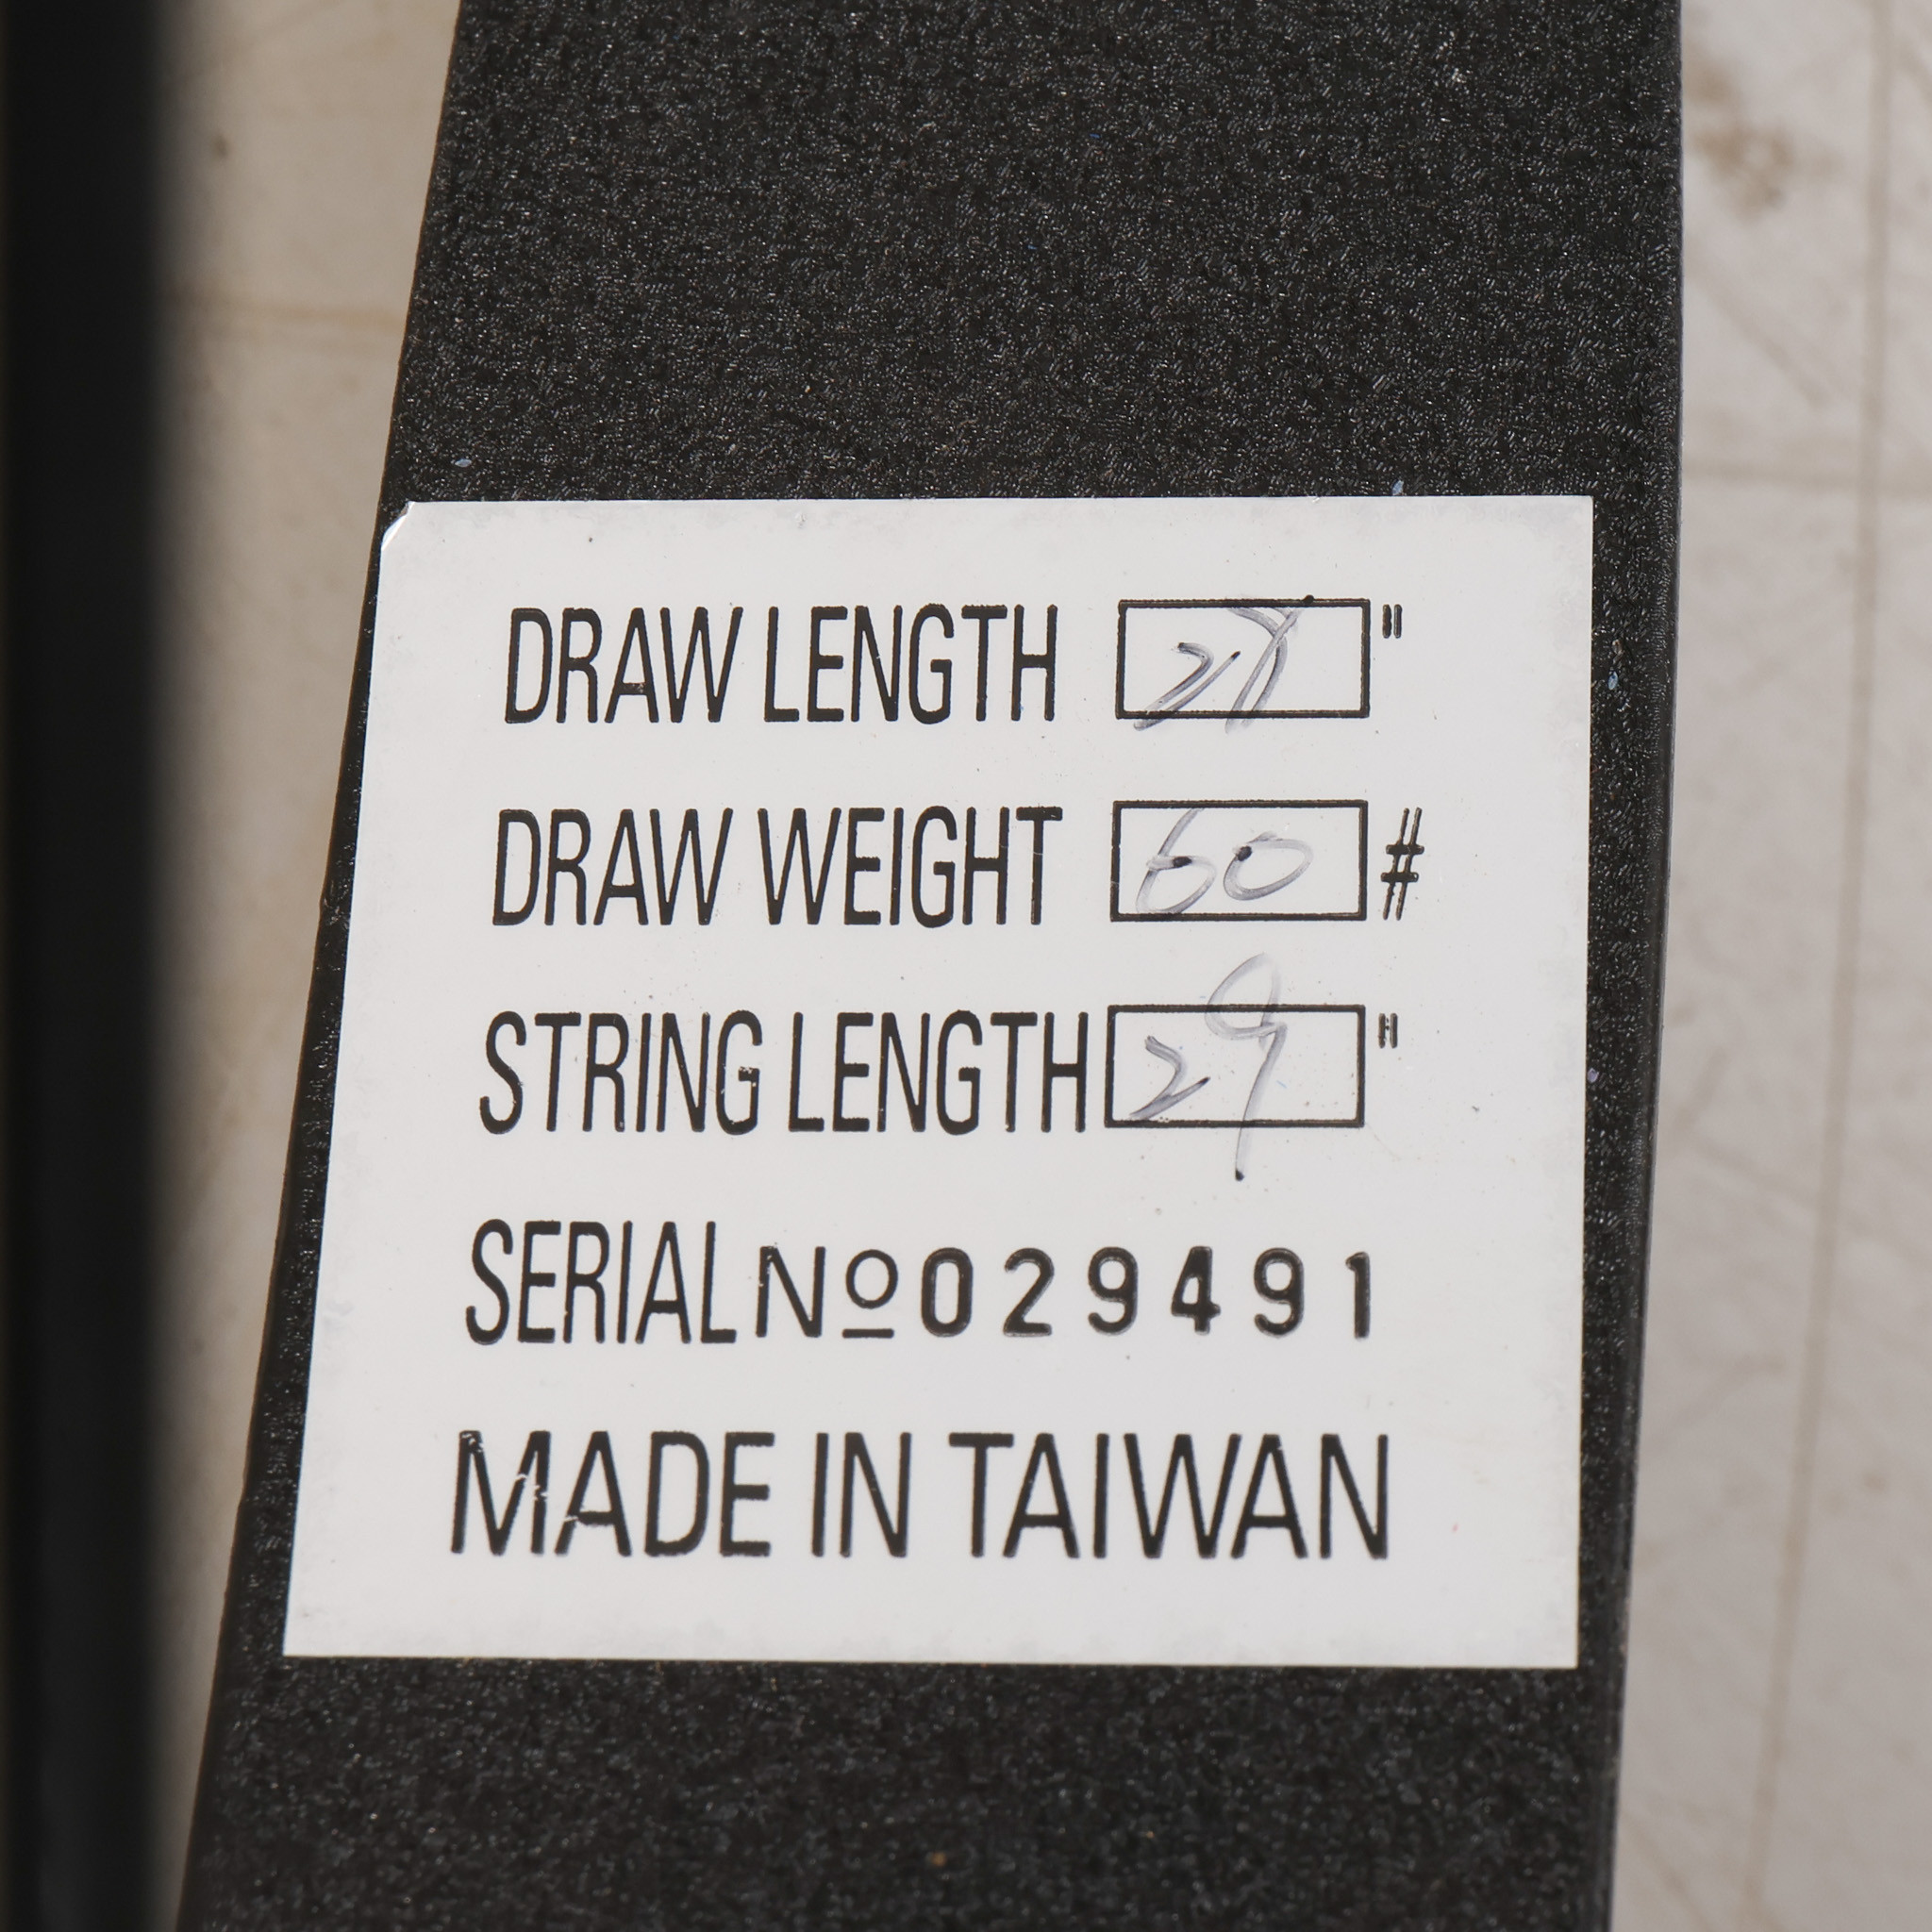 DRAW LENGTH 28"
DRAW WEIGHT 60#
STRING LENGTH 29"
SERIAL Nº 029491
MADE IN TAIWAN